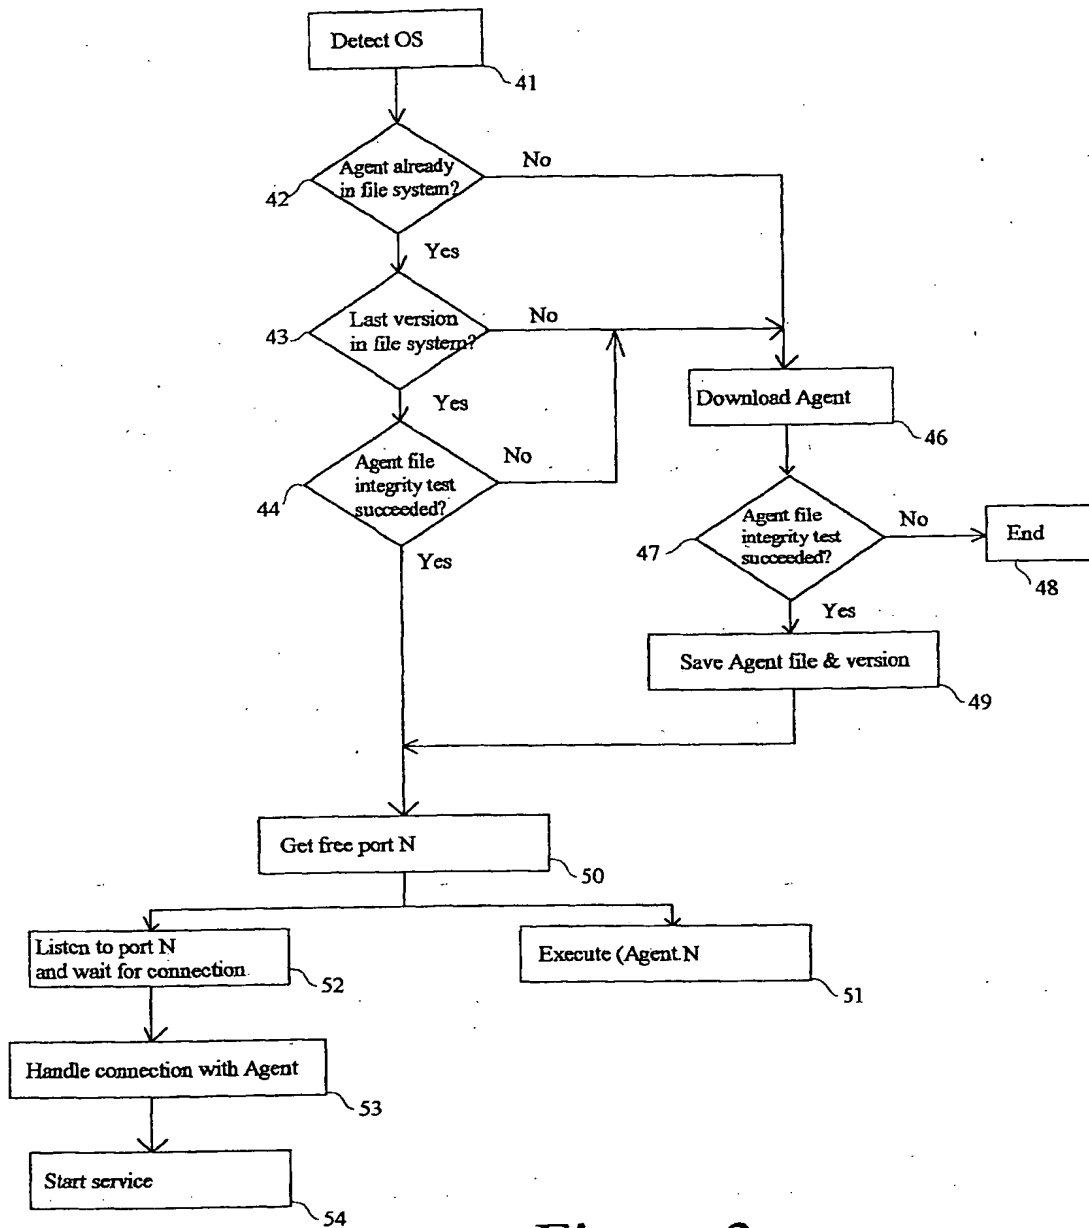 Detect OS
41
Agent already
in file system?
42
No
Yes
Last version
in file system?
43
No
Yes
Agent file
integrity test
succeeded?
44
No
Yes
Download Agent
46
Agent file
integrity test
succeeded?
47
No
End
48
Yes
Save Agent file & version
49
Get free port N
50
Listen to port N
and wait for connection
52
Execute (Agent.N
51
Handle connection with Agent
53
Start service
54